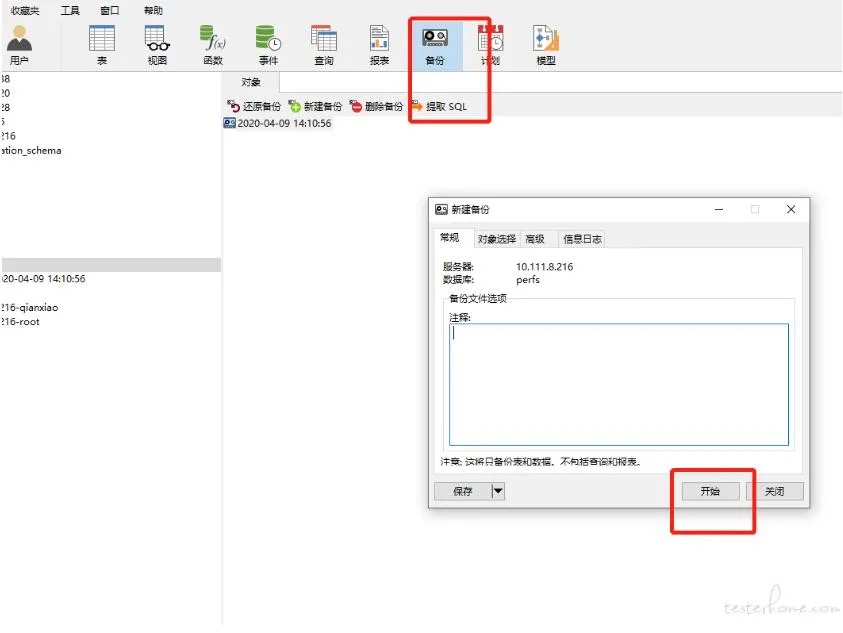 收藏夹 工具 窗口 帮助
用户 表 视图 函数 事件 查询 报表 备份 计划 模型
38
20
28
5
216
ation_schema
20-04-09 14:10:56
216-qianxiao
216-root
对象
还原备份 新建备份 删除备份 提取 SQL
2020-04-09 14:10:56
新建备份
常规 对象选择 高级 信息日志
服务器: 10.111.8.216
数据库: perfs
备份文件选项
注释:
注意; 这将只备份表和数据。不包括查询和报表。
保存 开始 关闭
testerhome.com